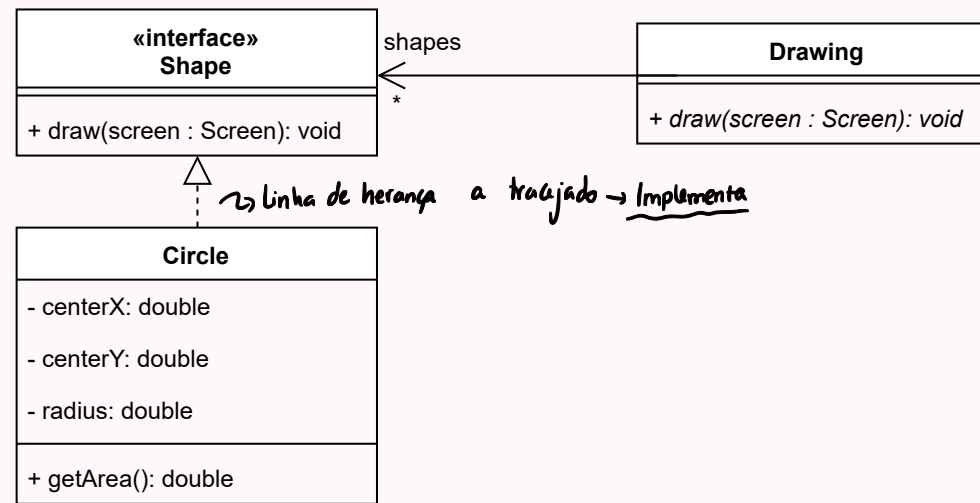 «interface»
Shape
+ draw(screen : Screen): void
shapes
*
Drawing
+ draw(screen : Screen): void
Linha de herança a tracejado → Implementa
Circle
- centerX: double
- centerY: double
- radius: double
+ getArea(): double